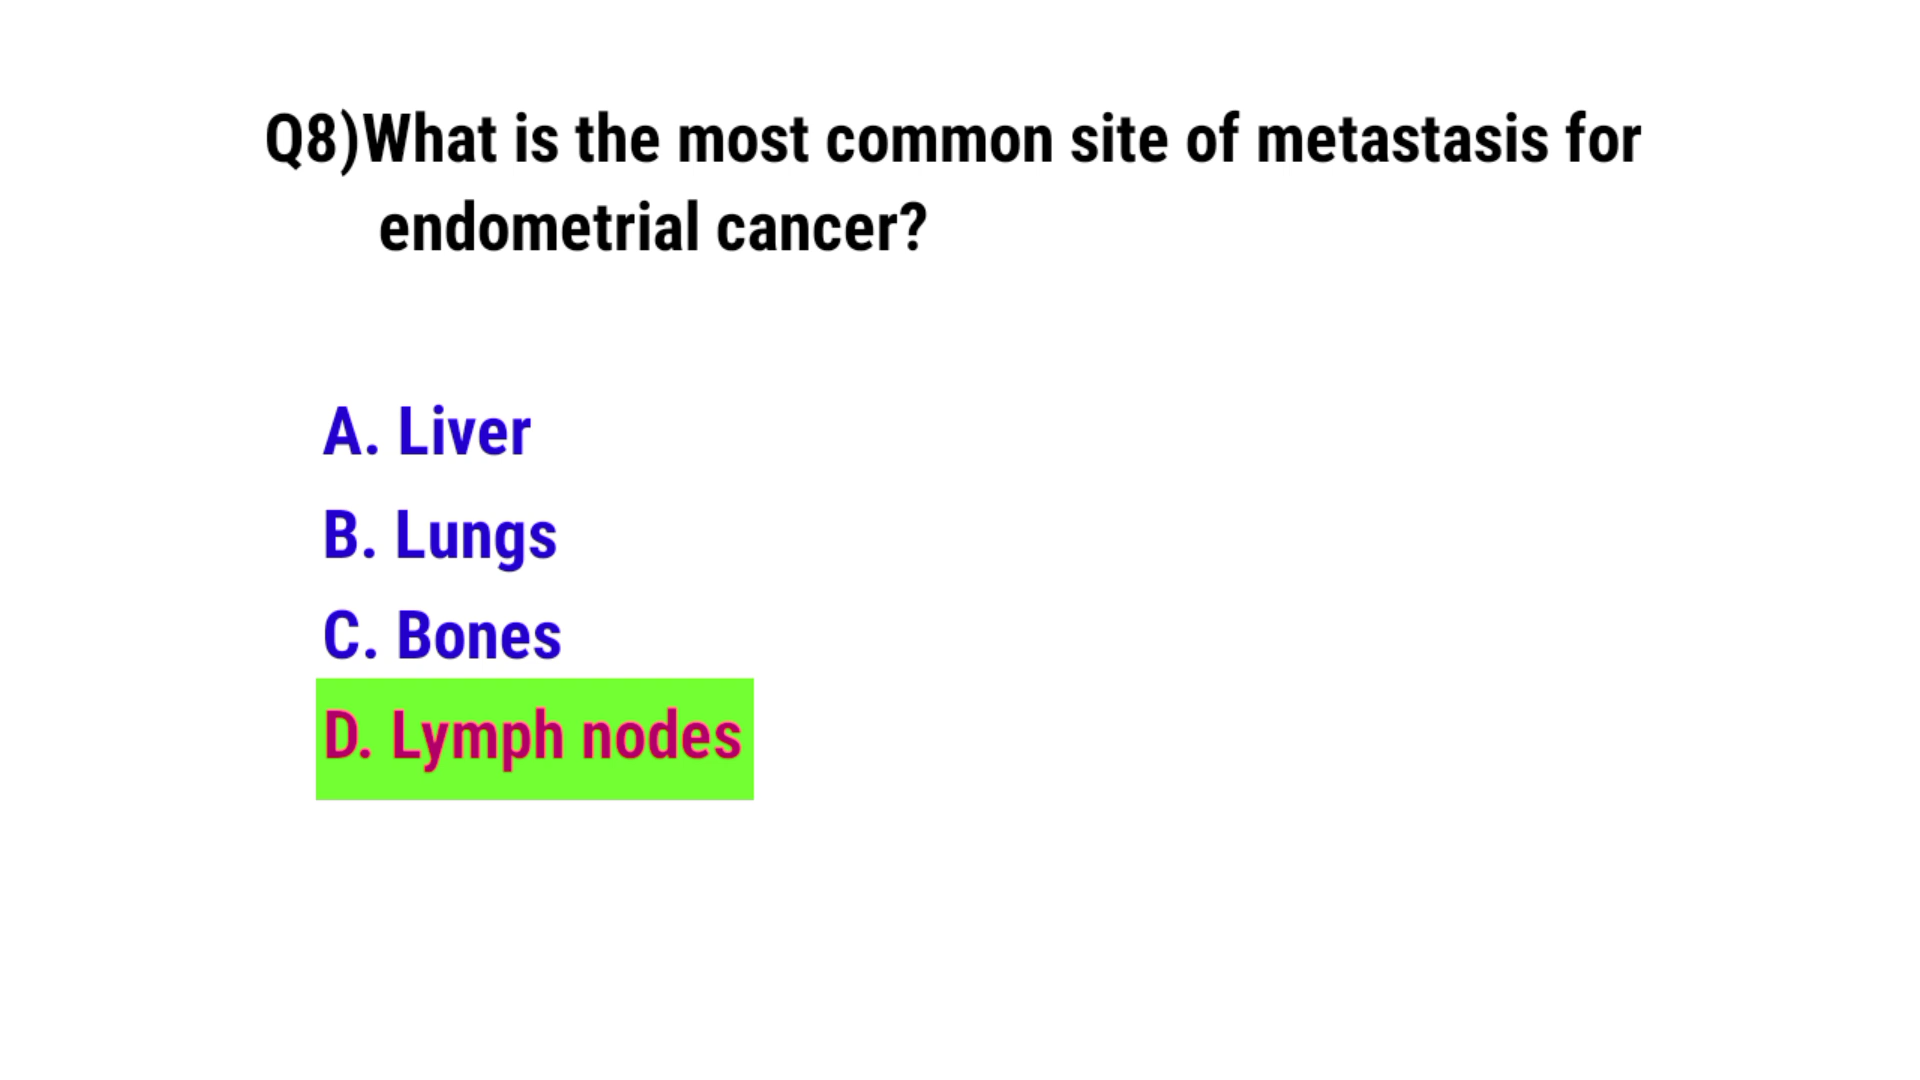 Q8)What is the most common site of metastasis for
endometrial cancer?
A. Liver
B. Lungs
C. Bones
D. Lymph nodes